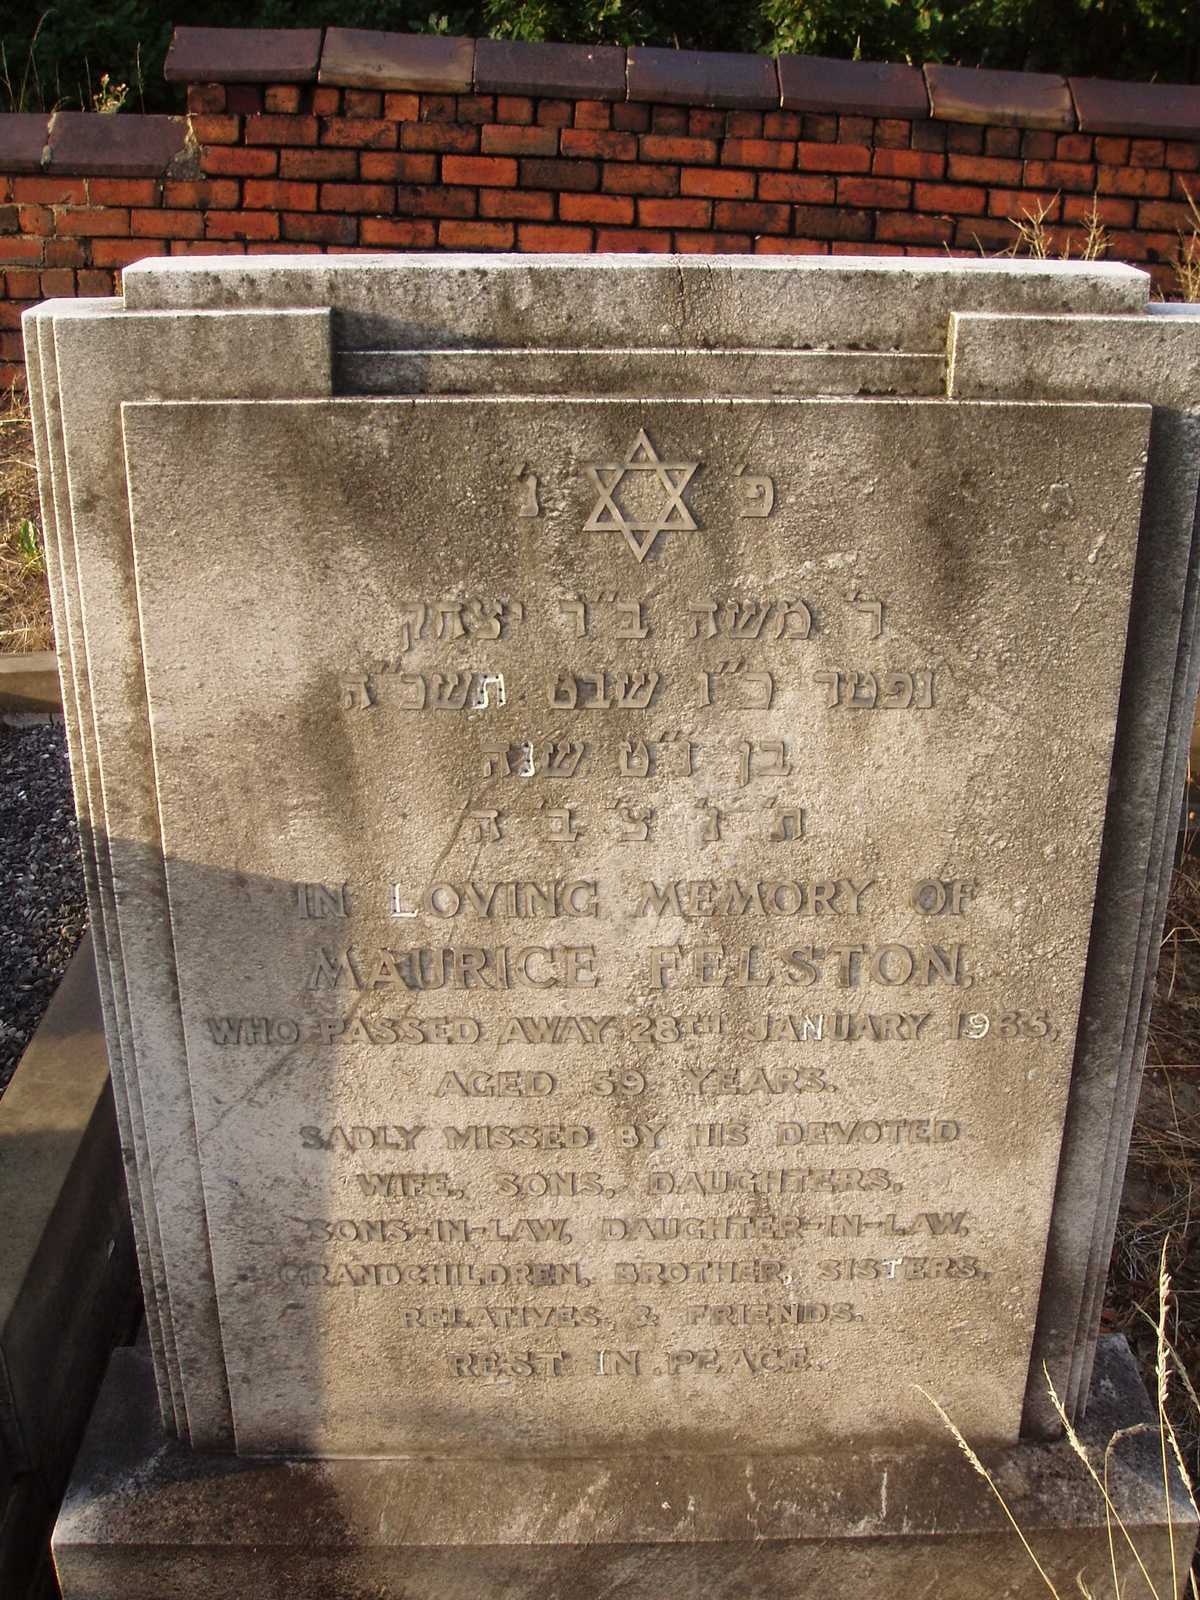 פ׳ נ׳
ר׳ משה ב״ר יצחק
נפטר כ״ו שבט תשכ״ה
בן נ״ט שנה
ת׳ נ׳ צ׳ ב׳ ה׳
IN LOVING MEMORY OF
MAURICE FELSTON,
WHO PASSED AWAY 28TH JANUARY 1965,
AGED 59 YEARS.
SADLY MISSED BY HIS DEVOTED
WIFE, SONS, DAUGHTERS,
SONS-IN-LAW, DAUGHTER-IN-LAW,
GRANDCHILDREN, BROTHER, SISTERS,
RELATIVES, & FRIENDS.
REST IN PEACE.